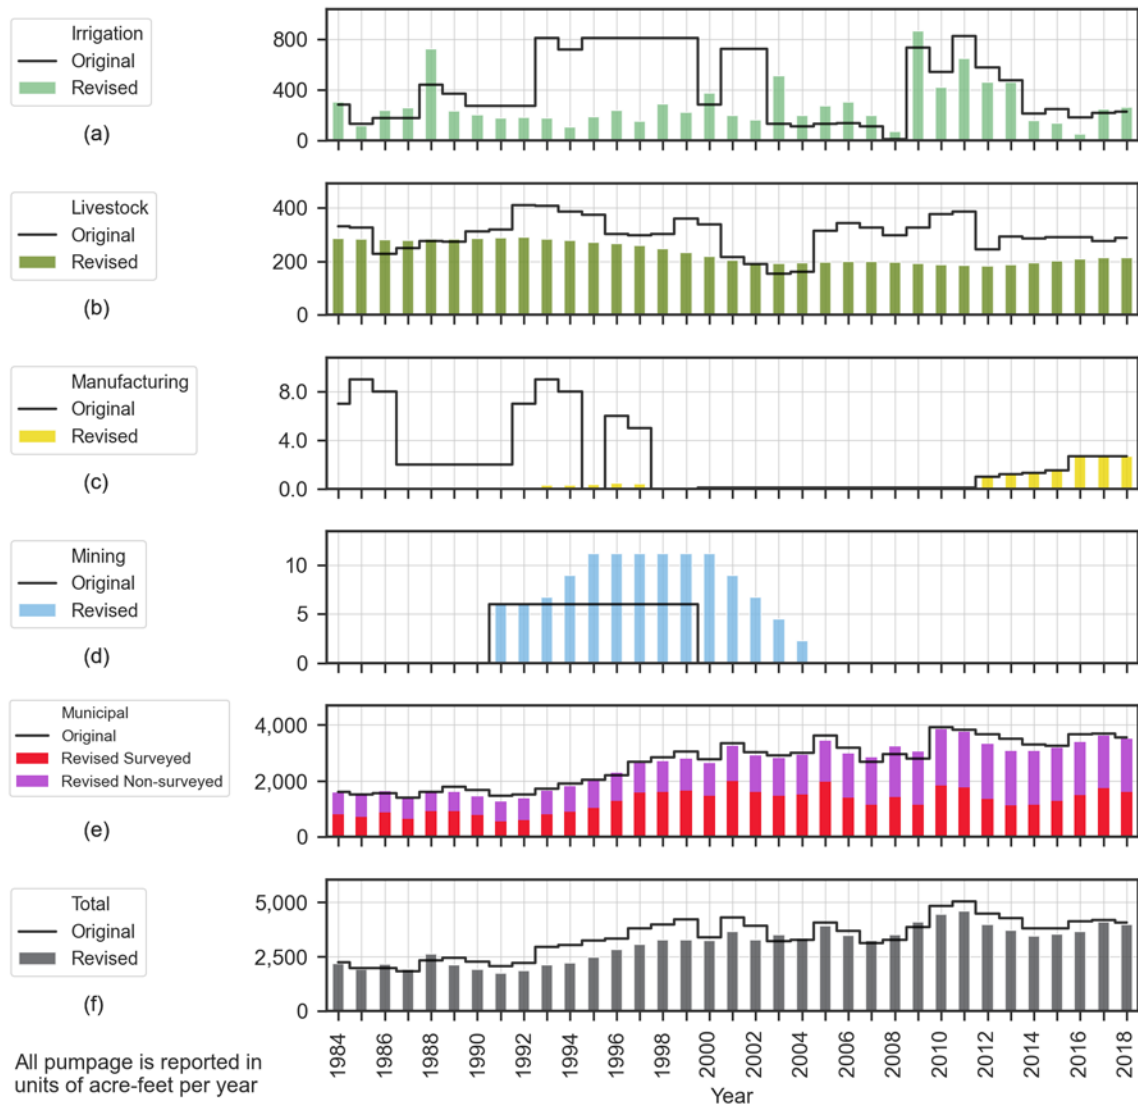 Irrigation
Original
Revised
(a)
800
400
0
Livestock
Original
Revised
(b)
400
200
0
Manufacturing
Original
Revised
(c)
8.0
4.0
0.0
Mining
Original
Revised
(d)
10
5
0
Municipal
Original
Revised Surveyed
Revised Non-surveyed
(e)
4,000
2,000
0
Total
Original
Revised
(f)
5,000
2,500
0
1984 1986 1988 1990 1992 1994 1996 1998 2000 2002 2004 2006 2008 2010 2012 2014 2016 2018
Year
All pumpage is reported in
units of acre-feet per year